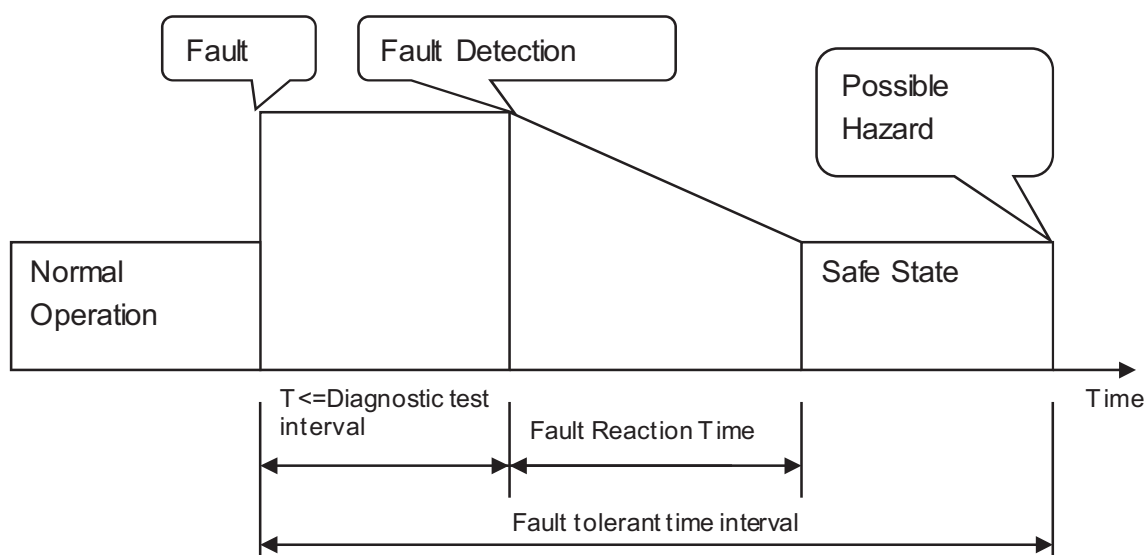 Fault
Fault Detection
Possible
Hazard
Normal
Operation
Safe State
T<=Diagnostic test
interval
Time
Fault Reaction Time
Fault tolerant time interval